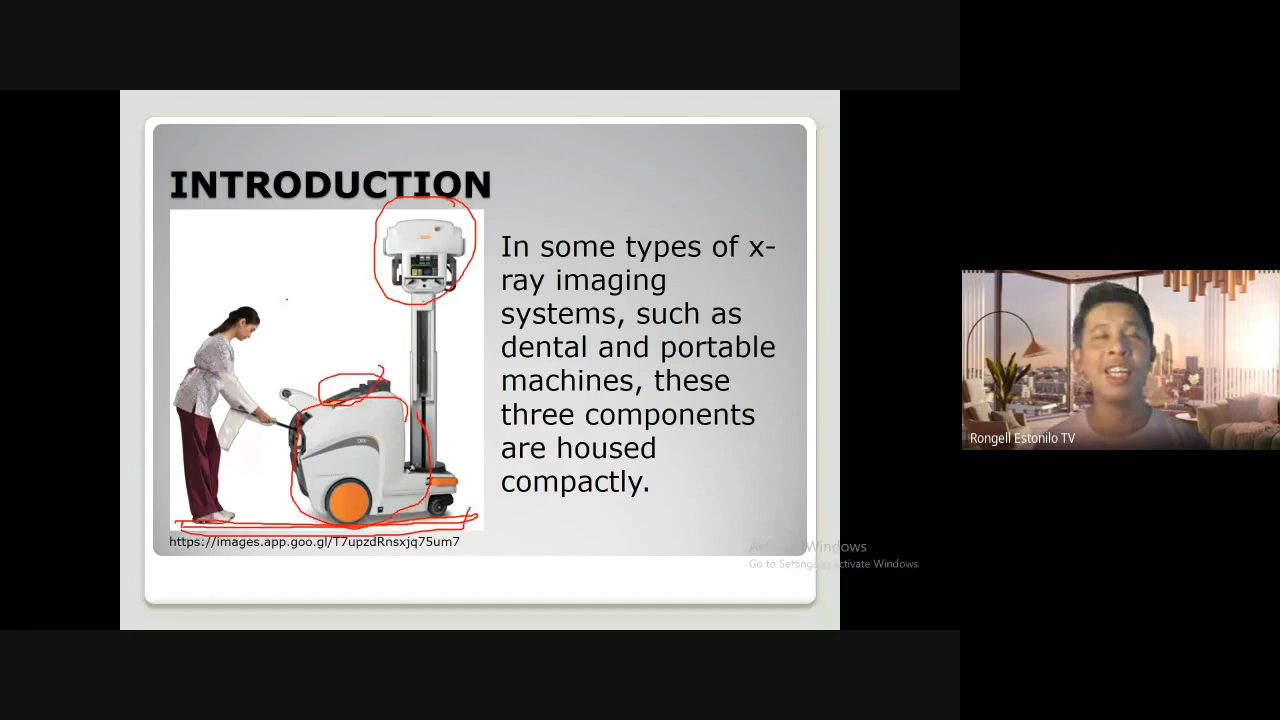 INTRODUCTION
In some types of x-
ray imaging
systems, such as
dental and portable
machines, these
three components
are housed
compactly.
https://images.app.goo.gl/T7upzdRnsxjq75um7
Activate Windows
Go to Settings to activate Windows.
Rongell Estonilo TV